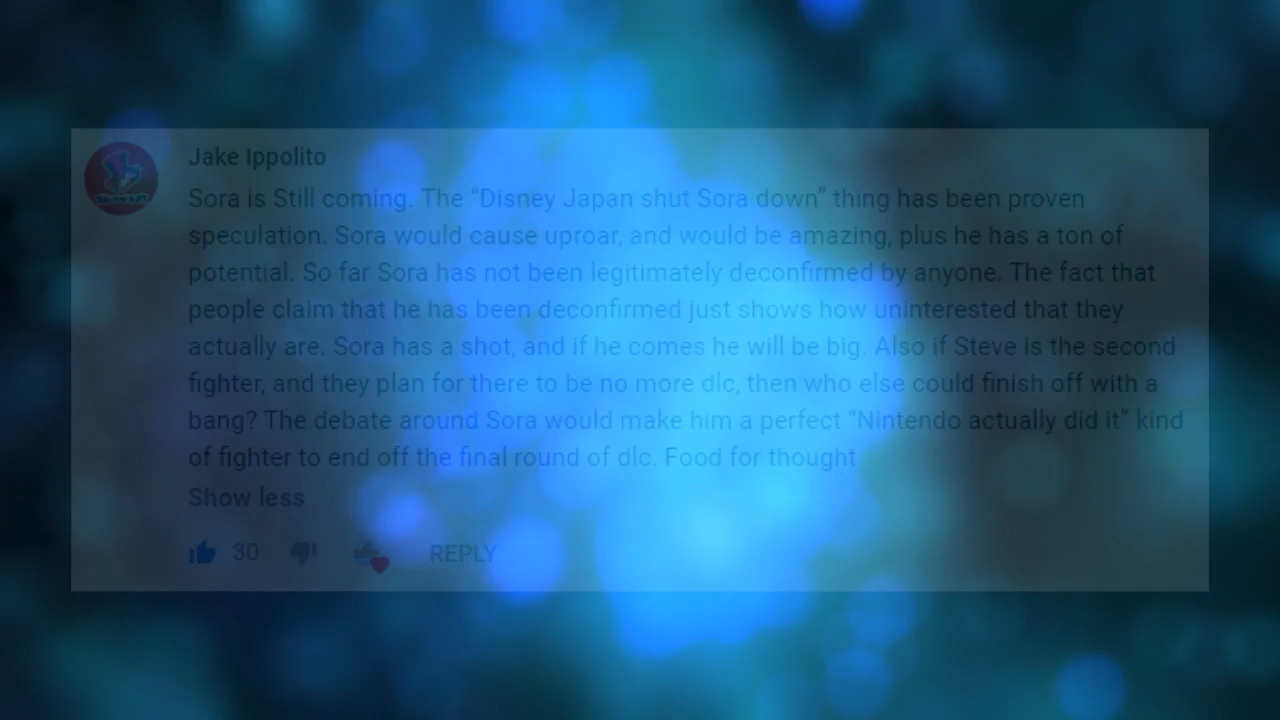 Jake Ippolito
Sora is Still coming. The “Disney Japan shut Sora down” thing has been proven
speculation. Sora would cause uproar, and would be amazing, plus he has a ton of
potential. So far Sora has not been legitimately deconfirmed by anyone. The fact that
people claim that he has been deconfirmed just shows how uninterested that they
actually are. Sora has a shot, and if he comes he will be big. Also if Steve is the second
fighter, and they plan for there to be no more dlc, then who else could finish off with a
bang? The debate around Sora would make him a perfect “Nintendo actually did it” kind
of fighter to end off the final round of dlc. Food for thought
Show less
30 REPLY